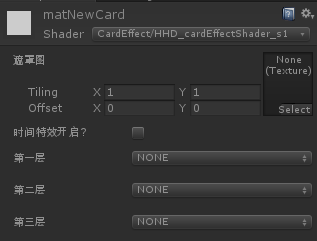 matNewCard
Shader CardEffect/HHD_cardEffectShader_s1
遮罩图
None
(Texture)
Tiling X 1 Y 1
Offset X 0 Y 0
Select
时间特效开启?
第一层 NONE
第二层 NONE
第三层 NONE